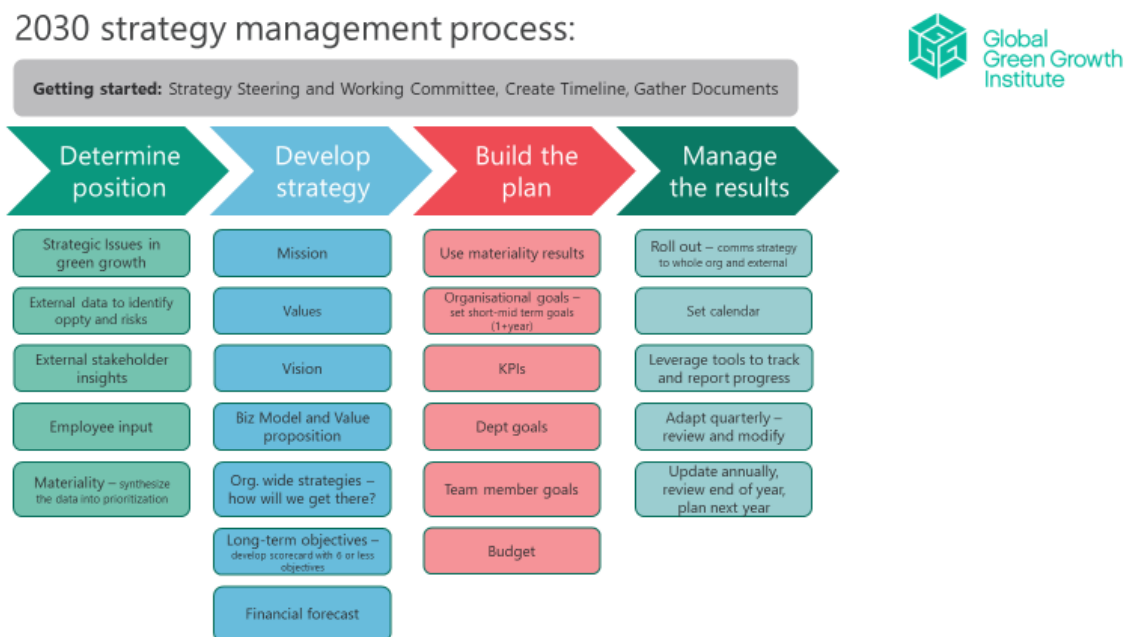 2030 strategy management process:
Global
Green Growth
Institute
Getting started: Strategy Steering and Working Committee, Create Timeline, Gather Documents
Determine
position
Strategic Issues in
green growth
External data to identify
oppty and risks
External stakeholder
insights
Employee input
Materiality – synthesize
the data into prioritization
Develop
strategy
Mission
Values
Vision
Biz Model and Value
proposition
Org. wide strategies –
how will we get there?
Long-term objectives –
develop scorecard with 6 or less
objectives
Financial forecast
Build the
plan
Use materiality results
Organisational goals –
set short-mid term goals
(1+year)
KPIs
Dept goals
Team member goals
Budget
Manage
the results
Roll out – comms strategy
to whole org and external
Set calendar
Leverage tools to track
and report progress
Adapt quarterly –
review and modify
Update annually,
review end of year,
plan next year